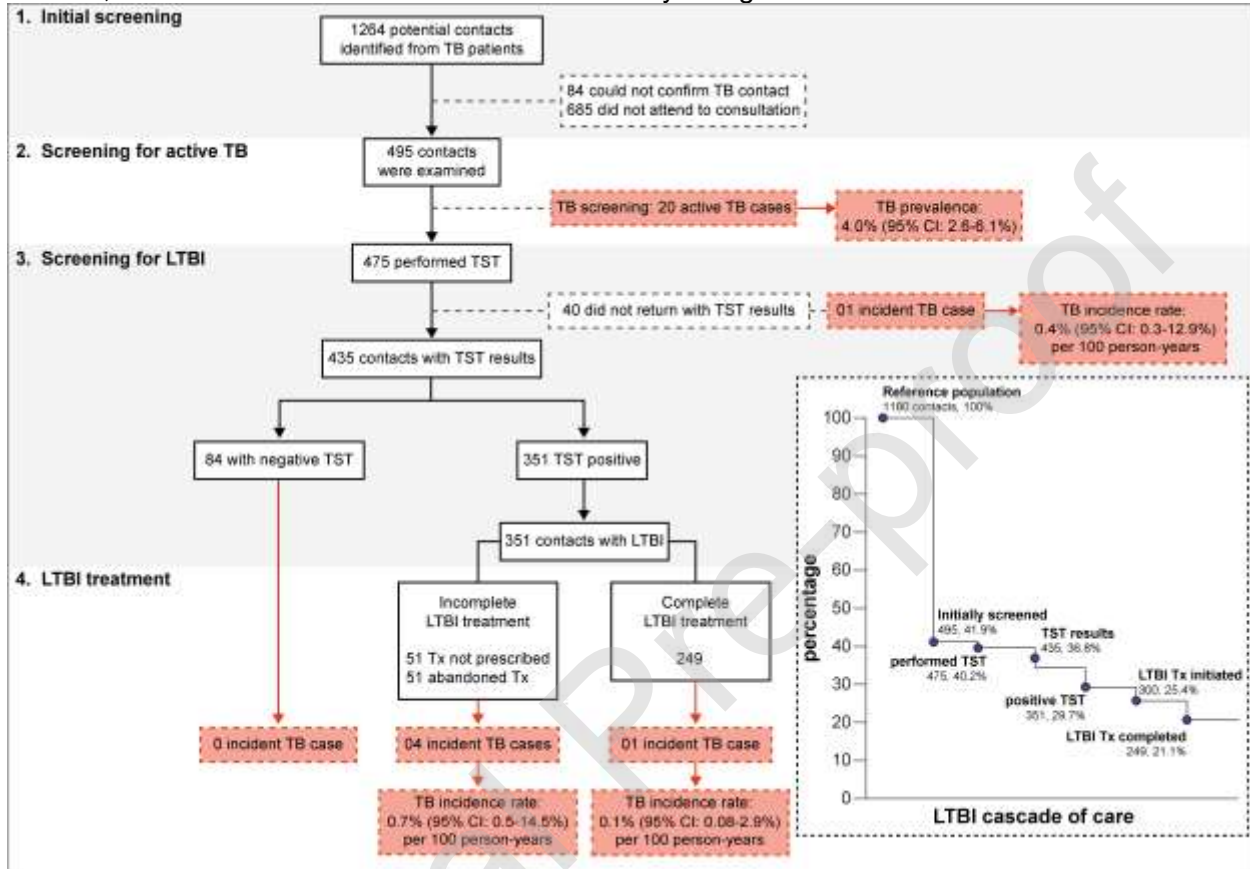 1. Initial screening
1264 potential contacts
identified from TB patients
84 could not confirm TB contact
685 did not attend to consultation
2. Screening for active TB
495 contacts
were examined
TB screening: 20 active TB cases
TB prevalence:
4.0% (95% CI: 2.6-6.1%)
3. Screening for LTBI
475 performed TST
40 did not return with TST results
01 incident TB case
TB incidence rate:
0.4% (95% CI: 0.3-12.9%)
per 100 person-years
435 contacts with TST results
84 with negative TST
351 TST positive
351 contacts with LTBI
4. LTBI treatment
Incomplete
LTBI treatment
51 Tx not prescribed
51 abandoned Tx
Complete
LTBI treatment
249
0 incident TB case
04 incident TB cases
01 incident TB case
TB incidence rate:
0.7% (95% CI: 0.5-14.5%)
per 100 person-years
TB incidence rate:
0.1% (95% CI: 0.08-2.9%)
per 100 person-years
Reference population
1180 contacts, 100%
100
90
80
70
60
50
40
30
20
10
0
percentage
Initially screened
495, 41.9%
performed TST
475, 40.2%
TST results
435, 36.8%
positive TST
351, 29.7%
LTBI Tx initiated
300, 25.4%
LTBI Tx completed
249, 21.1%
LTBI cascade of care
al Pre-proof